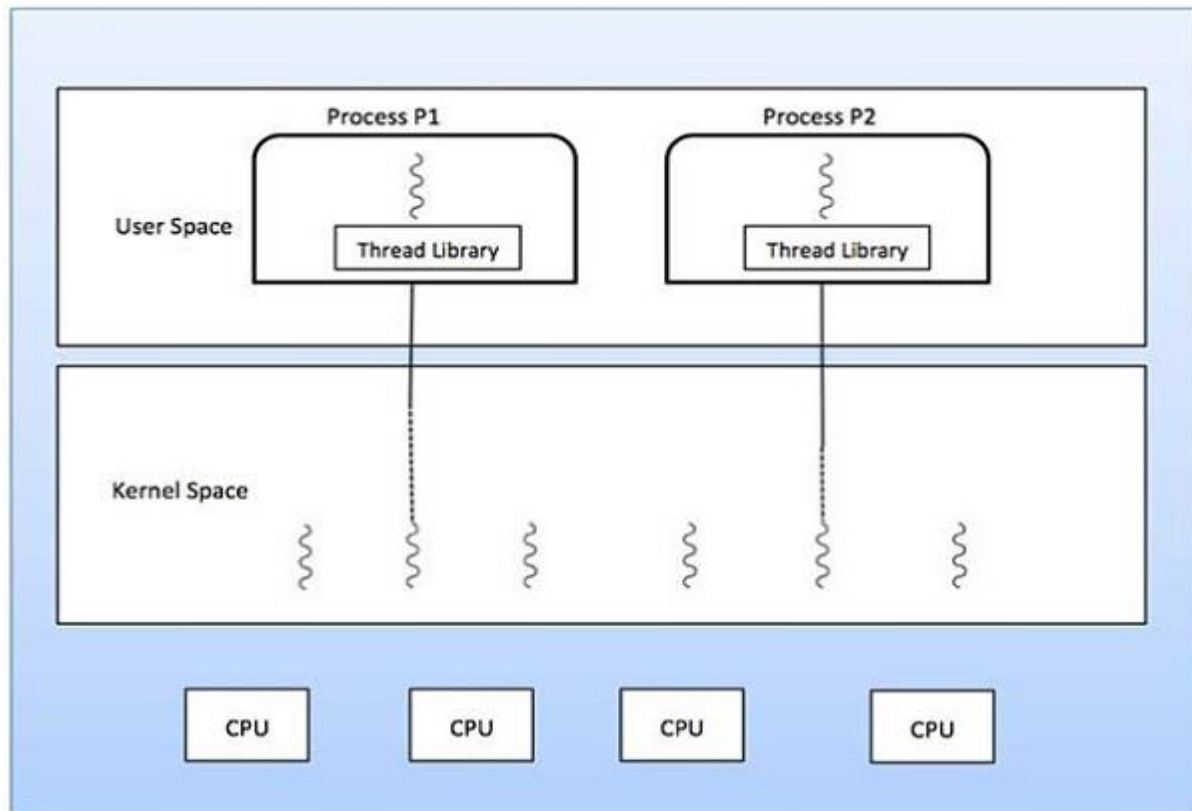 Process P1
Process P2
User Space
Thread Library
Thread Library
Kernel Space
CPU
CPU
CPU
CPU